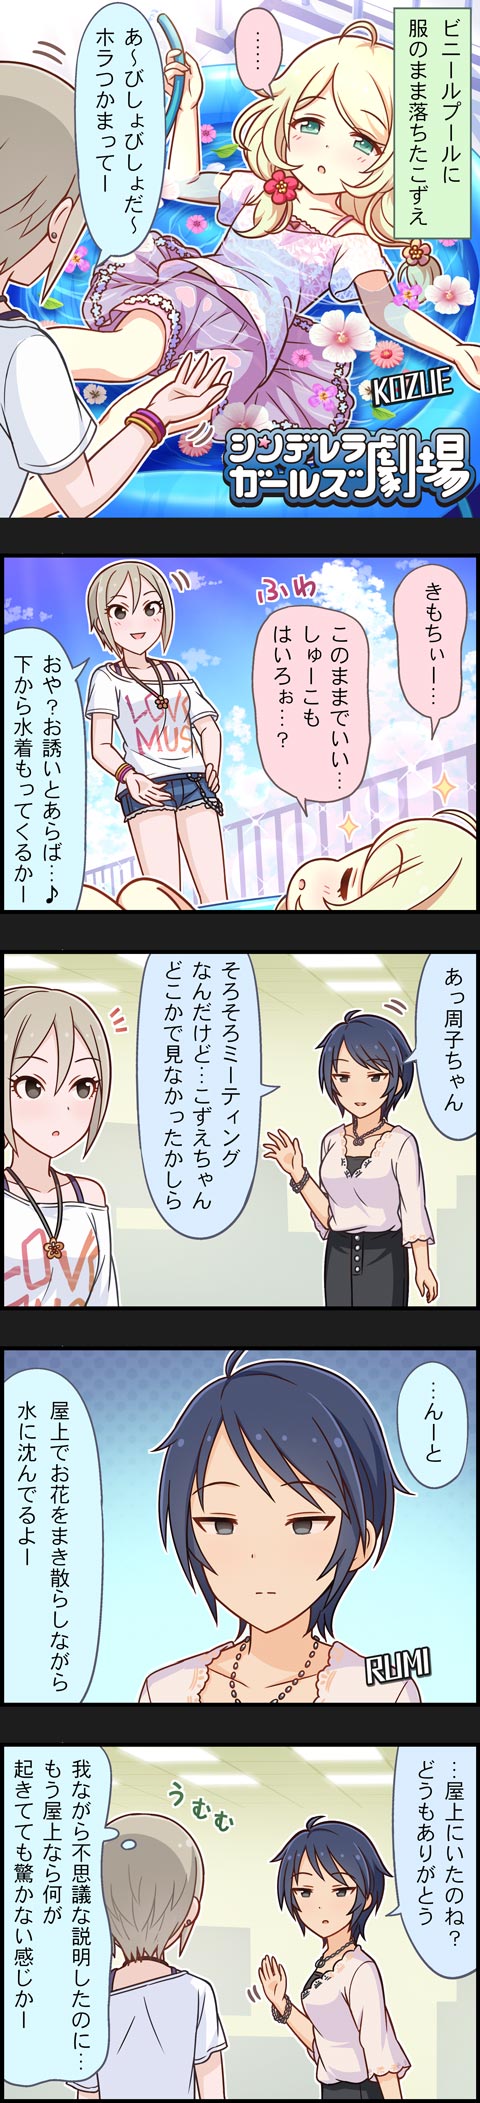 ビニールプールに
服のまま落ちたこずえ
……
あ〜びしょびしょだ〜
ホラつかまってー
KOZUE
シンデレラ
ガールズ劇場
きもちぃー…
ふわ
このままでいい…
しゅーこも
はいろぉ…?
おや?お誘いとあらば…♪
下から水着もってくるかー
LOVE
MUS
あっ周子ちゃん
そろそろミーティング
なんだけど…こずえちゃん
どこかで見なかったかしら
LOVE
MUS
…んーと
屋上でお花をまき散らしながら
水に沈んでるよー
RUMI
…屋上にいたのね?
どうもありがとう
うむむ
我ながら不思議な説明したのに…
もう屋上なら何が
起きてても驚かない感じかー